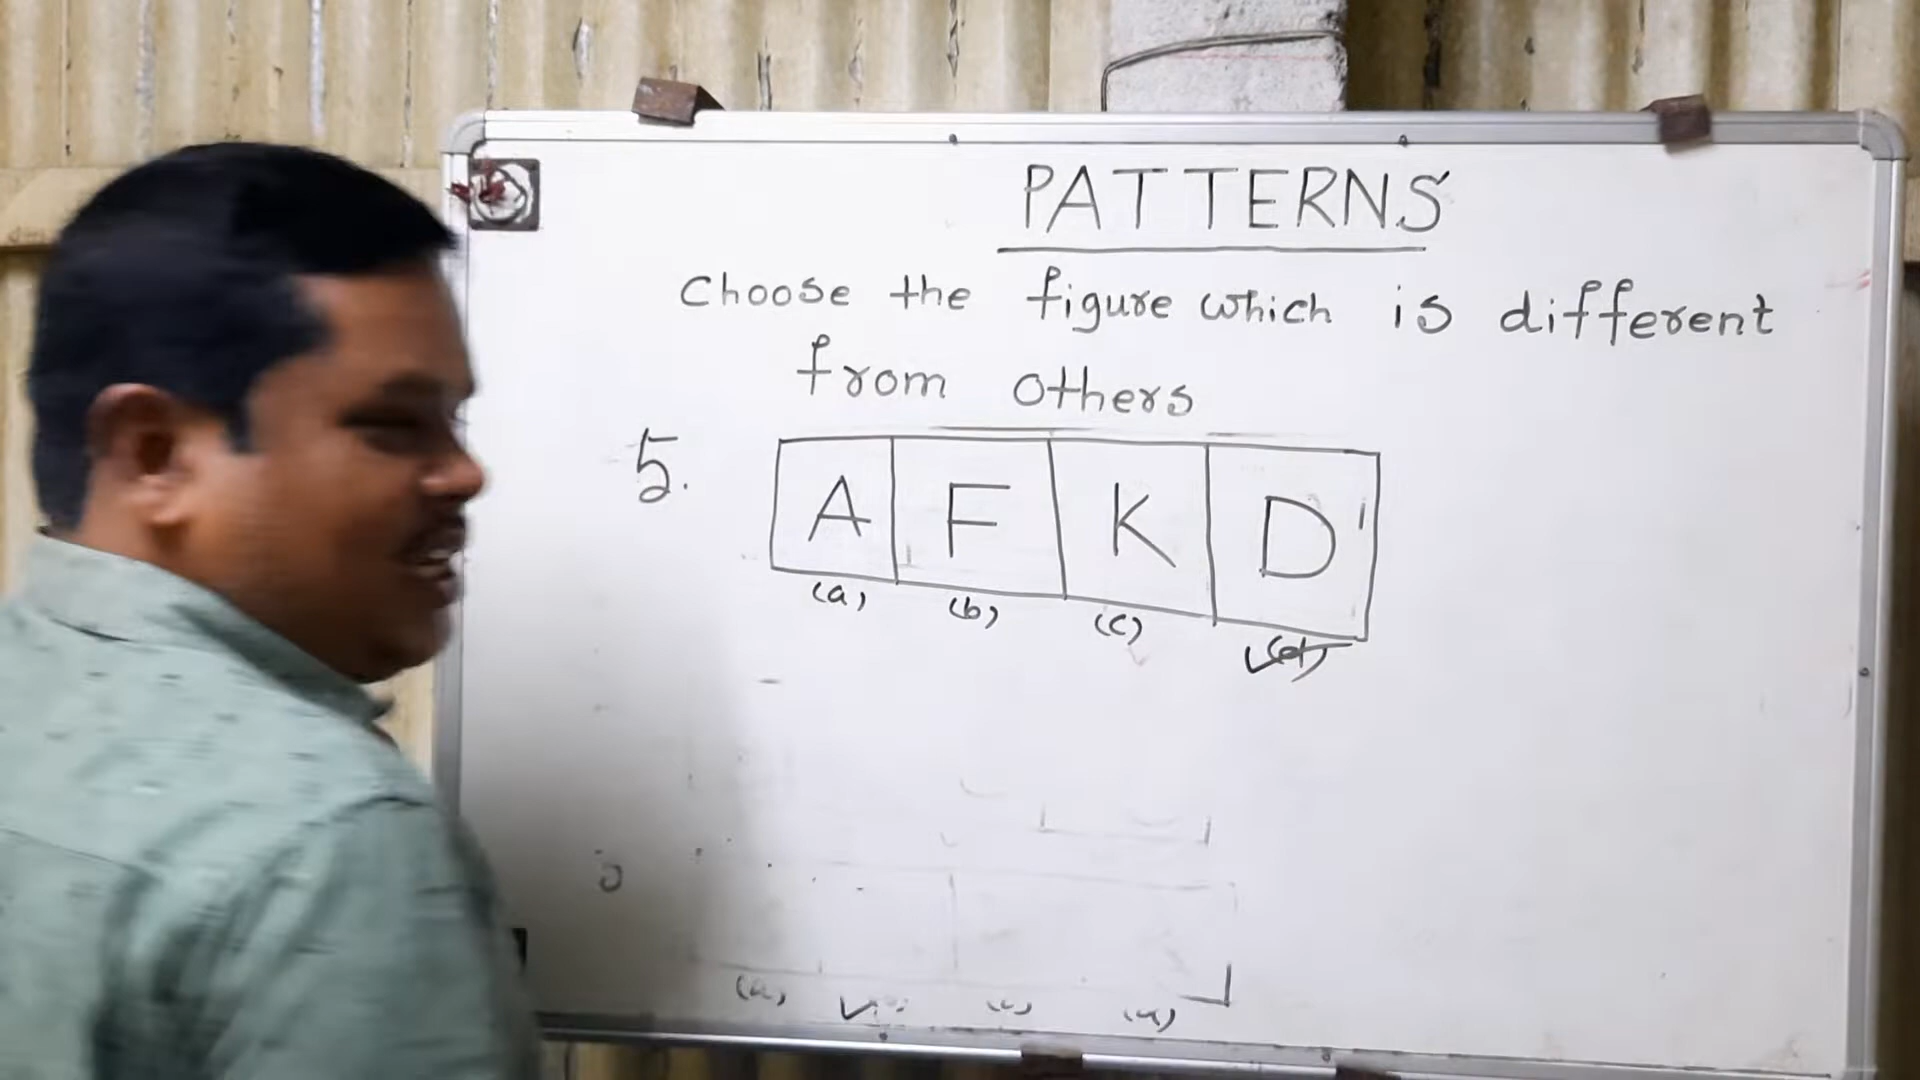 PATTERNS
Choose the figure which is different
from others
5.
A F K D
(a) (b) (c) (d)
(a) (c) (d)